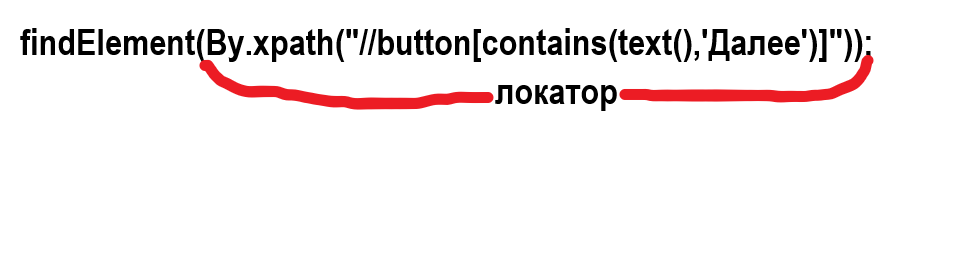 findElement(By.xpath("//button[contains(text(),'Далее')]"));
локатор